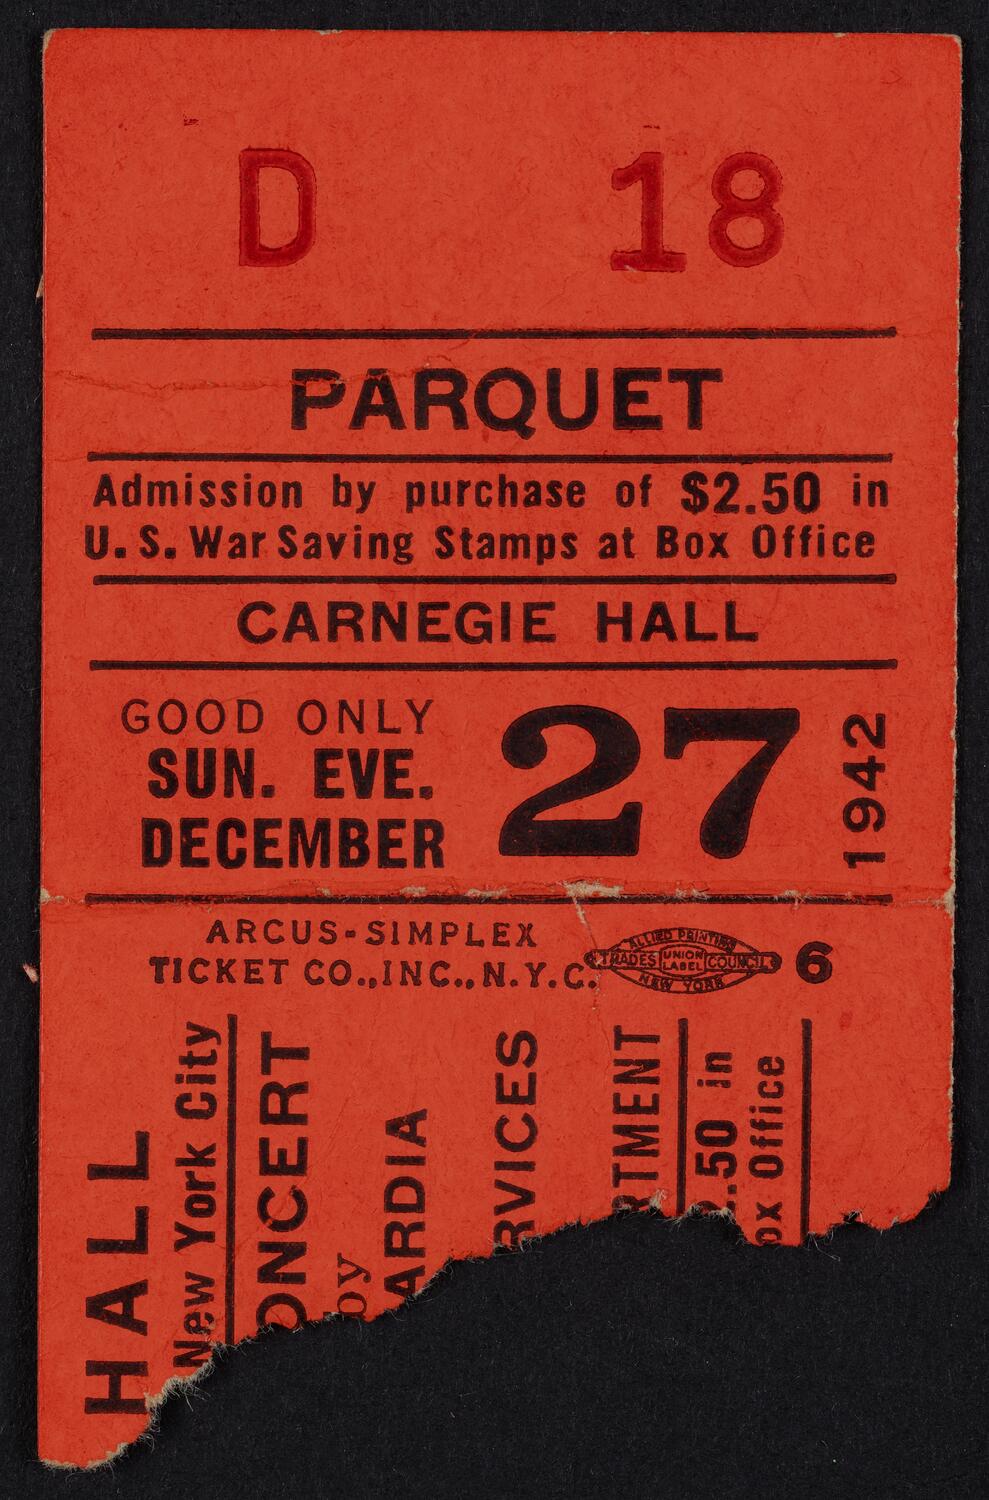 D 18
PARQUET
Admission by purchase of $2.50 in
U.S. War Saving Stamps at Box Office
CARNEGIE HALL
GOOD ONLY
SUN. EVE.
DECEMBER
27
1942
ARCUS-SIMPLEX
TICKET CO., INC., N.Y.C.
ALLIED PRINTING
TRADES UNION LABEL COUNCIL
NEW YORK
6
HALL
New York City
ONCERT
by
ARDIA
RVICES
RTMENT
.50 in
ox Office